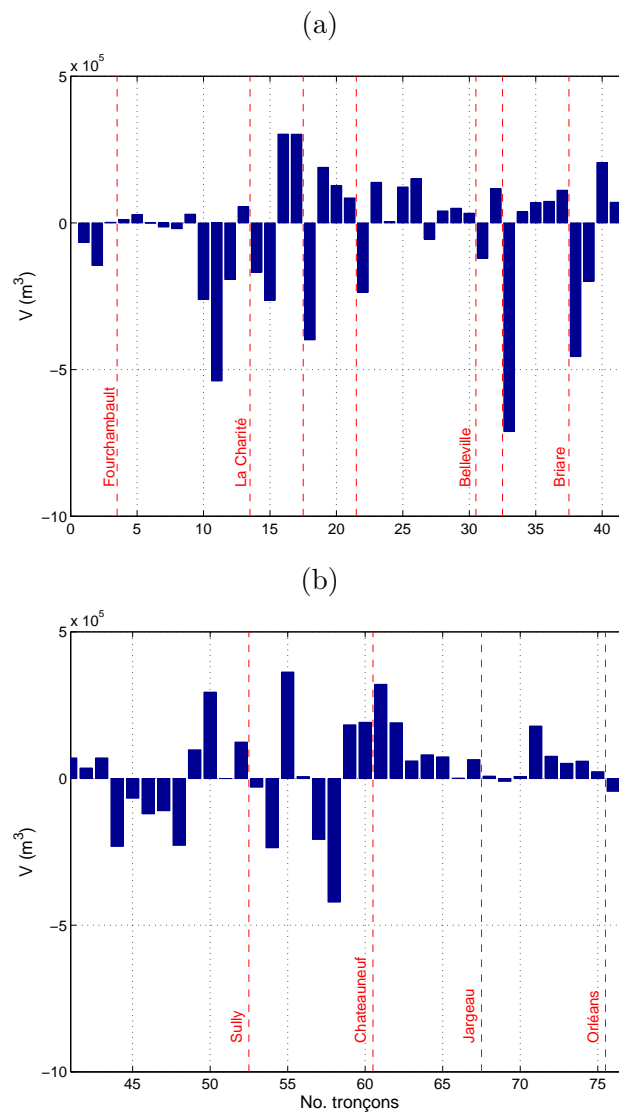 (a)
x 10^5
5
0
−5
−10
V (m^3)
Fourchambault
La Charité
Belleville
Briare
0 5 10 15 20 25 30 35 40
(b)
x 10^5
5
0
−5
−10
V (m^3)
Sully
Chateauneuf
Jargeau
Orléans
45 50 55 60 65 70 75
No. tronçons